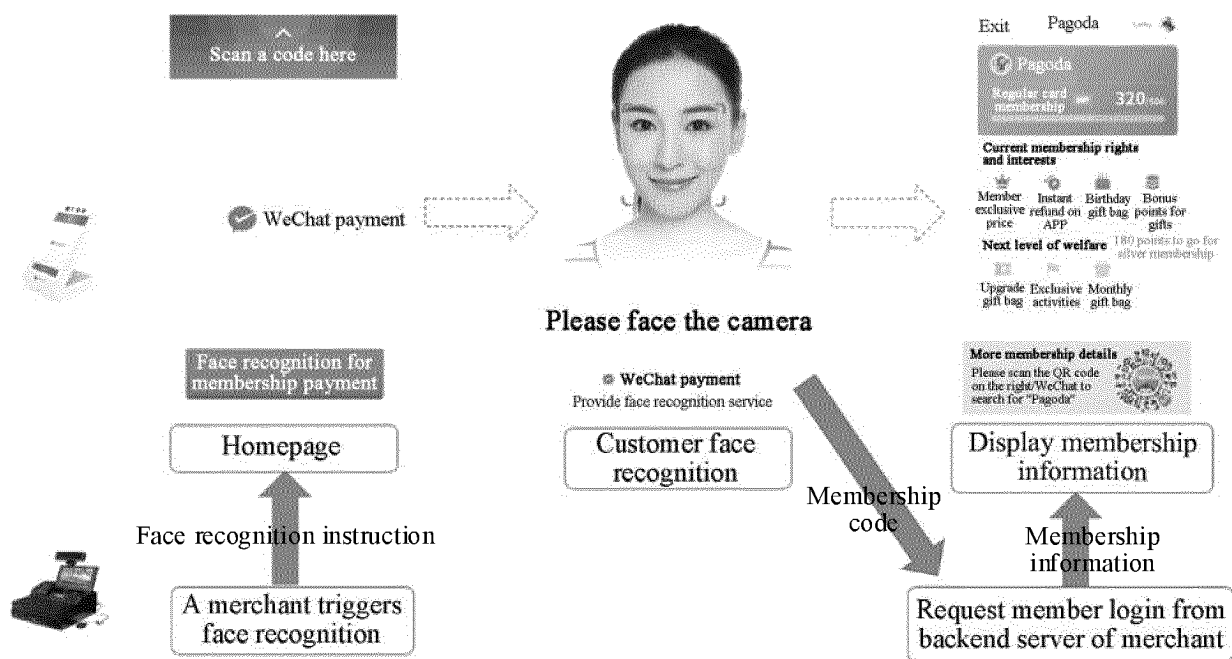 Scan a code here
WeChat payment
Face recognition for
membership payment
Homepage
Face recognition instruction
A merchant triggers
face recognition
Please face the camera
WeChat payment
Provide face recognition service
Customer face
recognition
Membership
code
Exit
Pagoda
Pagoda
Regular card
membership
320
Current membership rights
and interests
Member
exclusive
price
Instant
refund on
APP
Birthday
gift bag
Bonus
points for
gifts
Next level of welfare
180 points to go for
silver membership
Upgrade
gift bag
Exclusive
activities
Monthly
gift bag
More membership details
Please scan the QR code
on the right/WeChat to
search for "Pagoda"
Display membership
information
Membership
information
Request member login from
backend server of merchant